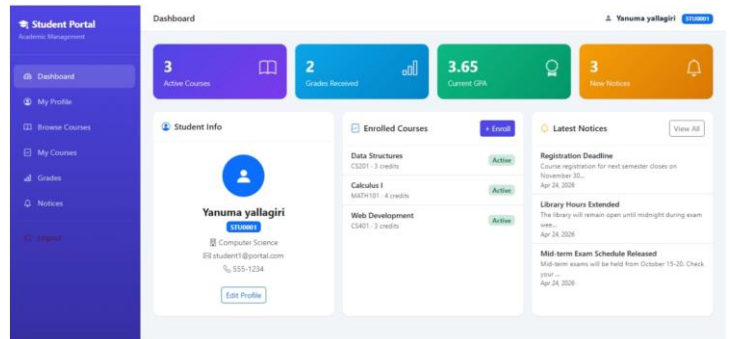 Student Portal
Academic Management
Dashboard
My Profile
Browse Courses
My Courses
Grades
Notices
Logout
Dashboard
Yanuma yallagiri STU0001
3
Active Courses
2
Grades Received
3.65
Current GPA
3
New Notices
Student Info
Yanuma yallagiri
STU0001
Computer Science
student1@portal.com
555-1234
Edit Profile
Enrolled Courses + Enroll
Data Structures
CS201 - 3 credits
Active
Calculus I
MATH101 - 4 credits
Active
Web Development
CS401 - 3 credits
Active
Latest Notices View All
Registration Deadline
Course registration for next semester closes on
November 30...
Apr 24, 2026
Library Hours Extended
The library will remain open until midnight during exam
wee...
Apr 24, 2026
Mid-term Exam Schedule Released
Mid-term exams will be held from October 15-20. Check
your ...
Apr 24, 2026